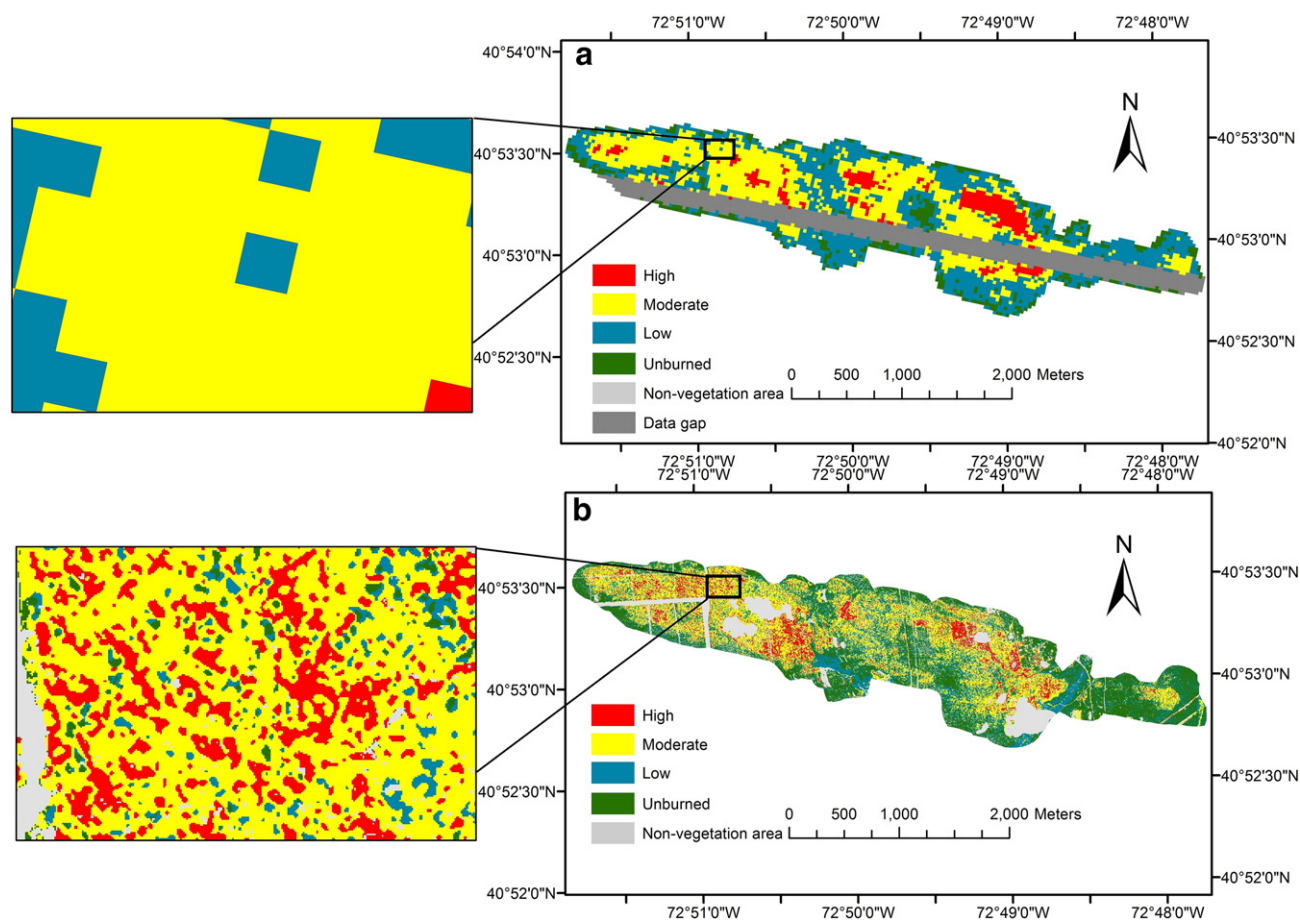 72°51'0"W 72°50'0"W 72°49'0"W 72°48'0"W
a
40°54'0"N
N
40°53'30"N
40°53'30"N
40°53'0"N
40°53'0"N
High
Moderate
Low
40°52'30"N
40°52'30"N
Unburned
0 500 1,000 2,000 Meters
Non-vegetation area
Data gap
40°52'0"N
72°51'0"W 72°50'0"W 72°49'0"W 72°48'0"W
72°51'0"W 72°50'0"W 72°49'0"W 72°48'0"W
b
N
40°53'30"N
40°53'30"N
40°53'0"N
40°53'0"N
High
Moderate
Low
40°52'30"N
40°52'30"N
Unburned
0 500 1,000 2,000 Meters
Non-vegetation area
40°52'0"N
40°52'0"N
72°51'0"W 72°50'0"W 72°49'0"W 72°48'0"W